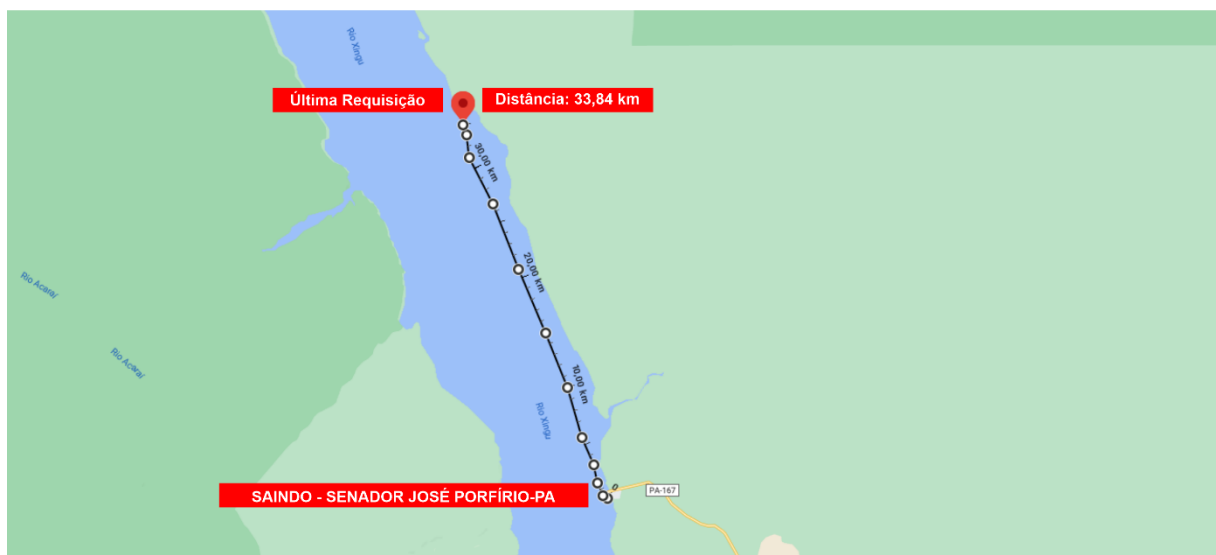 Rio Xingu
Última Requisição
Distância: 33,84 km
30,00 km
20,00 km
Rio Acaraí
Rio Acaraí
10,00 km
Rio Xingu
0
SAINDO - SENADOR JOSÉ PORFÍRIO-PA
PA-167